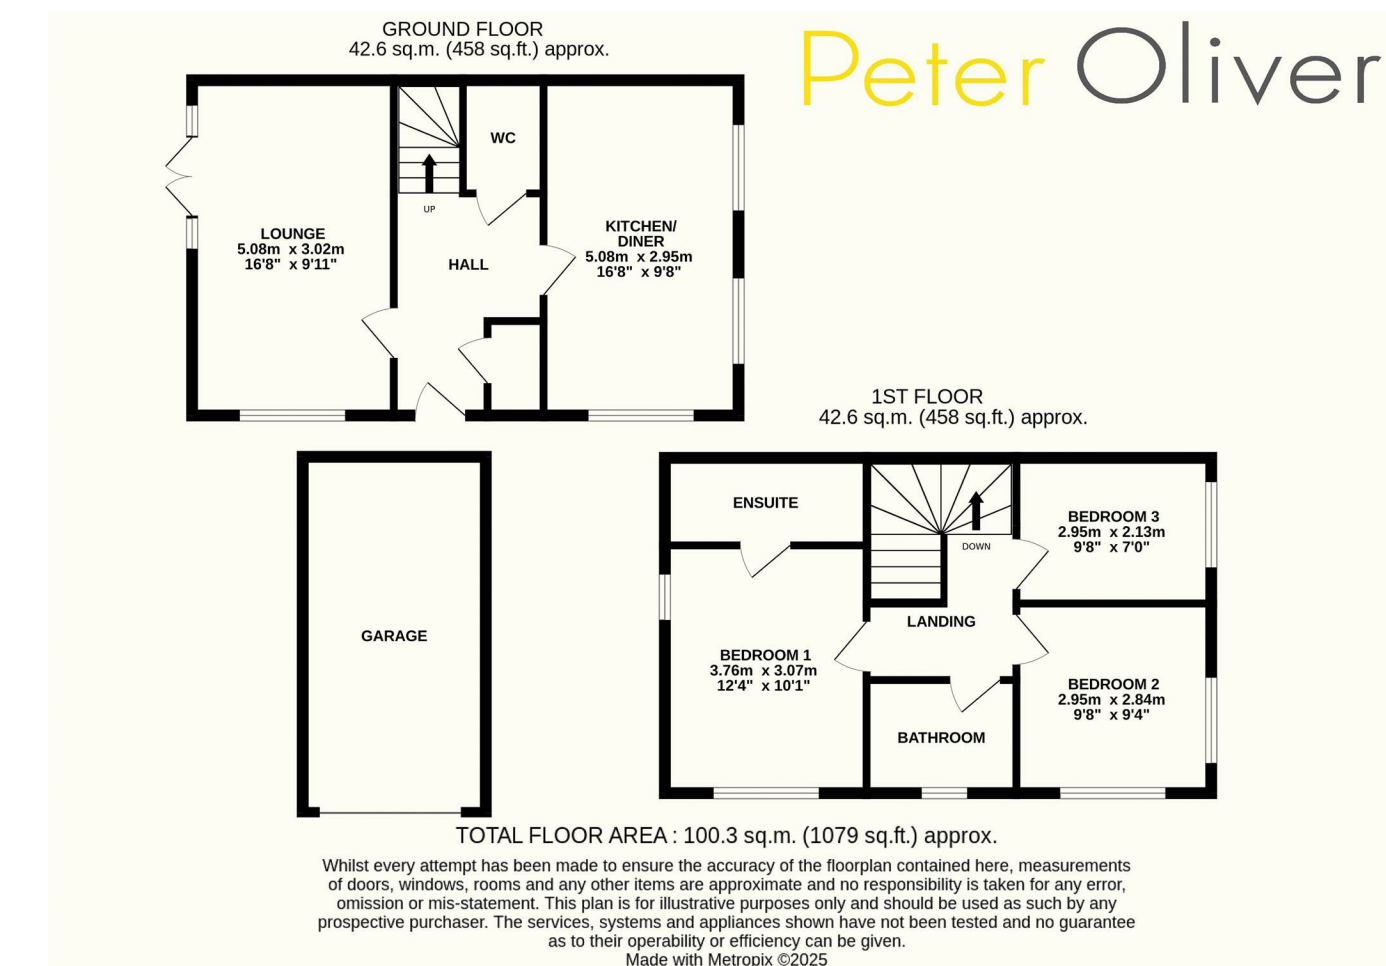 GROUND FLOOR
42.6 sq.m. (458 sq.ft.) approx.
Peter Oliver
WC
UP
LOUNGE
5.08m x 3.02m
16'8" x 9'11"
HALL
KITCHEN/
DINER
5.08m x 2.95m
16'8" x 9'8"
1ST FLOOR
42.6 sq.m. (458 sq.ft.) approx.
GARAGE
ENSUITE
DOWN
BEDROOM 3
2.95m x 2.13m
9'8" x 7'0"
LANDING
BEDROOM 1
3.76m x 3.07m
12'4" x 10'1"
BEDROOM 2
2.95m x 2.84m
9'8" x 9'4"
BATHROOM
TOTAL FLOOR AREA : 100.3 sq.m. (1079 sq.ft.) approx.
Whilst every attempt has been made to ensure the accuracy of the floorplan contained here, measurements
of doors, windows, rooms and any other items are approximate and no responsibility is taken for any error,
omission or mis-statement. This plan is for illustrative purposes only and should be used as such by any
prospective purchaser. The services, systems and appliances shown have not been tested and no guarantee
as to their operability or efficiency can be given.
Made with Metropix ©2025